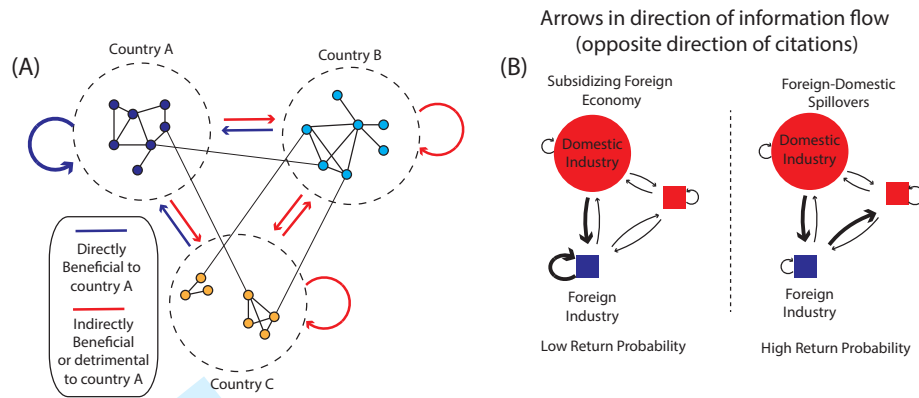 (A)
Country A
Country B
Country C
Directly
Beneficial to
country A
Indirectly
Beneficial
or detrimental
to country A
Arrows in direction of information flow
(opposite direction of citations)
(B)
Subsidizing Foreign
Economy
Domestic
Industry
Foreign
Industry
Low Return Probability
Foreign-Domestic
Spillovers
Domestic
Industry
Foreign
Industry
High Return Probability